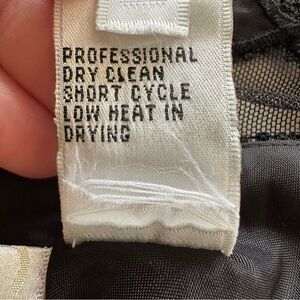 PROFESSIONAL
DRY CLEAN
SHORT CYCLE
LOW HEAT IN
DRYING